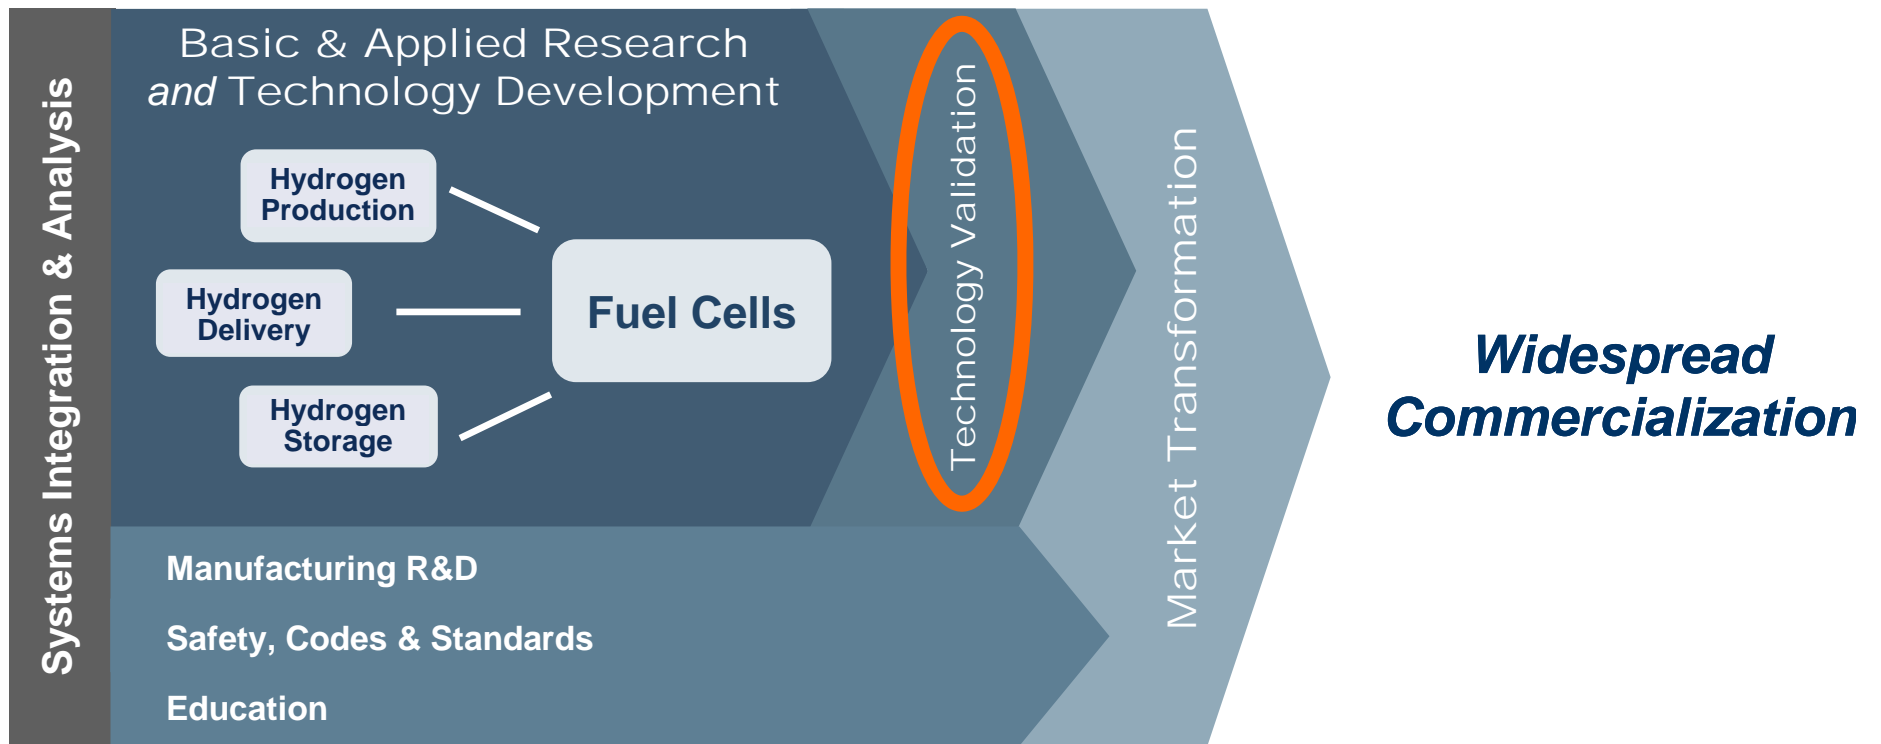 Systems Integration & Analysis
Basic & Applied Research
and Technology Development
Hydrogen
Production
Hydrogen
Delivery
Hydrogen
Storage
Fuel Cells
Technology Validation
Market Transformation
Widespread
Commercialization
Manufacturing R&D
Safety, Codes & Standards
Education